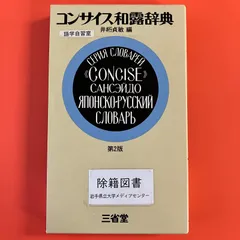 コンサイス和露辞典
語学自習室
井桁貞敏 編
СЕРИЯ СЛОВАРЕЙ
«CONCISE»
САНСЭЙДО
ЯПОНСКО-РУССКИЙ
СЛОВАРЬ
第2版
除籍図書
岩手県立大学メディアセンター
三省堂